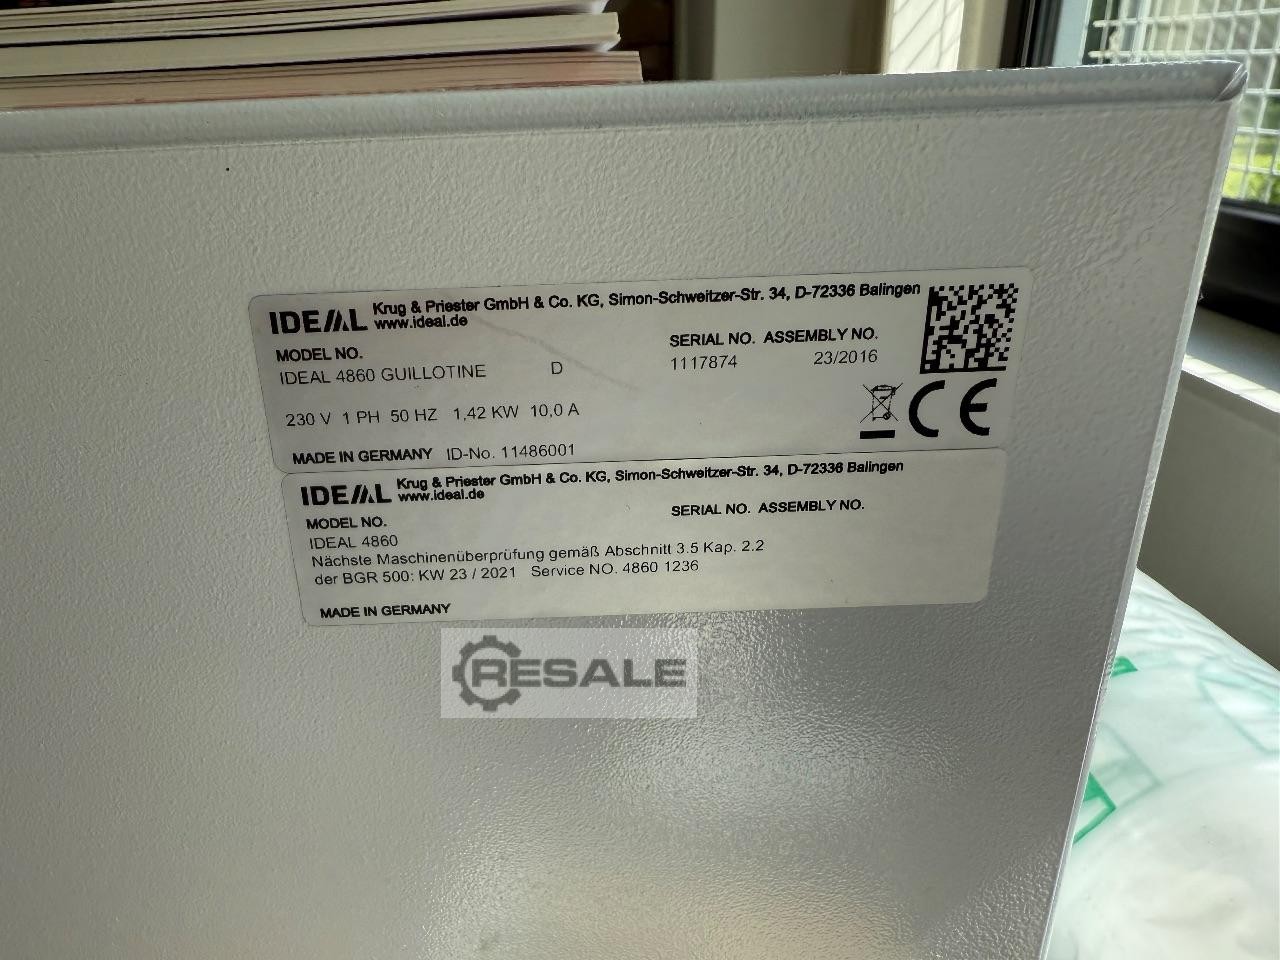 IDEAL Krug & Priester GmbH & Co. KG, Simon-Schweitzer-Str. 34, D-72336 Balingen
www.ideal.de
MODEL NO. SERIAL NO. ASSEMBLY NO.
IDEAL 4860 GUILLOTINE D 1117874 23/2016
230 V 1 PH 50 HZ 1,42 KW 10,0 A
CE
MADE IN GERMANY ID-No. 11486001
IDEAL Krug & Priester GmbH & Co. KG, Simon-Schweitzer-Str. 34, D-72336 Balingen
www.ideal.de
MODEL NO. SERIAL NO. ASSEMBLY NO.
IDEAL 4860
Nächste Maschinenüberprüfung gemäß Abschnitt 3.5 Kap. 2.2
der BGR 500: KW 23 / 2021 Service NO. 4860 1236
MADE IN GERMANY
RESALE